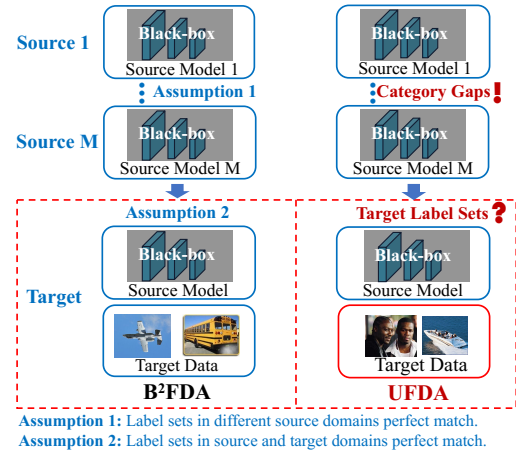 Source 1
Black-box
Source Model 1
Assumption 1
Source M
Black-box
Source Model M
Black-box
Source Model 1
Category Gaps!
Black-box
Source Model M
Target
Assumption 2
Black-box
Source Model
Target Data
B²FDA
Target Label Sets?
Black-box
Source Model
Target Data
UFDA
Assumption 1: Label sets in different source domains perfect match.
Assumption 2: Label sets in source and target domains perfect match.